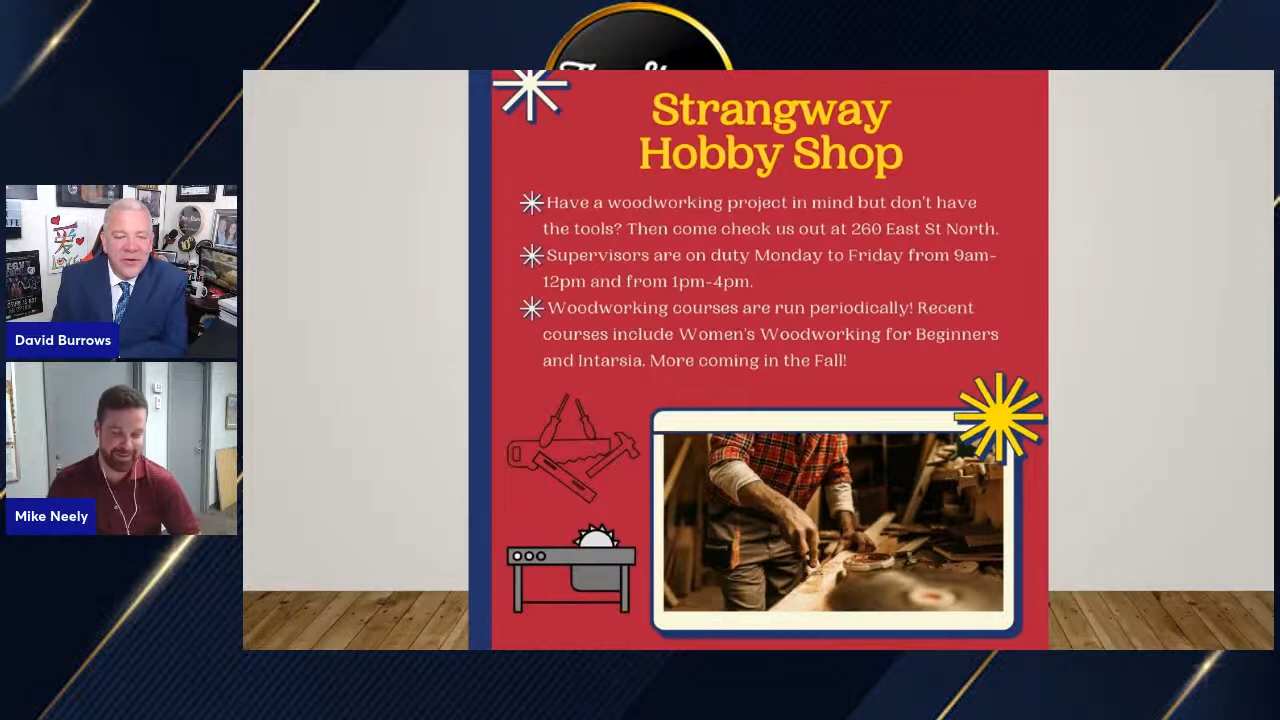 Strangway
Hobby Shop
Have a woodworking project in mind but don't have
the tools? Then come check us out at 260 East St North.
Supervisors are on duty Monday to Friday from 9am-
12pm and from 1pm-4pm.
Woodworking courses are run periodically! Recent
courses include Women's Woodworking for Beginners
and Intarsia. More coming in the Fall!
David Burrows
Mike Neely